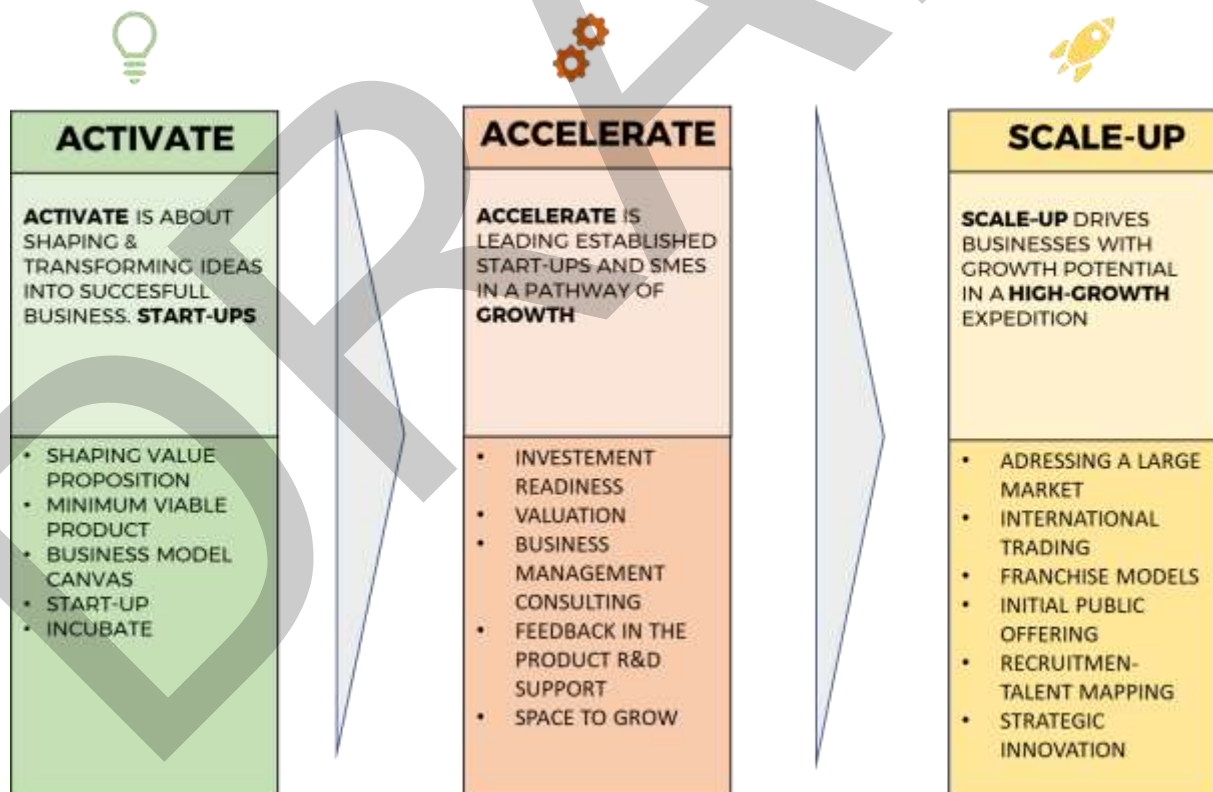 ACTIVATE
ACTIVATE IS ABOUT
SHAPING &
TRANSFORMING IDEAS
INTO SUCCESFULL
BUSINESS. START-UPS
• SHAPING VALUE
PROPOSITION
• MINIMUM VIABLE
PRODUCT
• BUSINESS MODEL
CANVAS
• START-UP
• INCUBATE
ACCELERATE
ACCELERATE IS
LEADING ESTABLISHED
START-UPS AND SMES
IN A PATHWAY OF
GROWTH
• INVESTEMENT
READINESS
• VALUATION
• BUSINESS
MANAGEMENT
CONSULTING
• FEEDBACK IN THE
PRODUCT R&D
SUPPORT
• SPACE TO GROW
SCALE-UP
SCALE-UP DRIVES
BUSINESSES WITH
GROWTH POTENTIAL
IN A HIGH-GROWTH
EXPEDITION
• ADRESSING A LARGE
MARKET
• INTERNATIONAL
TRADING
• FRANCHISE MODELS
• INITIAL PUBLIC
OFFERING
• RECRUITMEN-
TALENT MAPPING
• STRATEGIC
INNOVATION